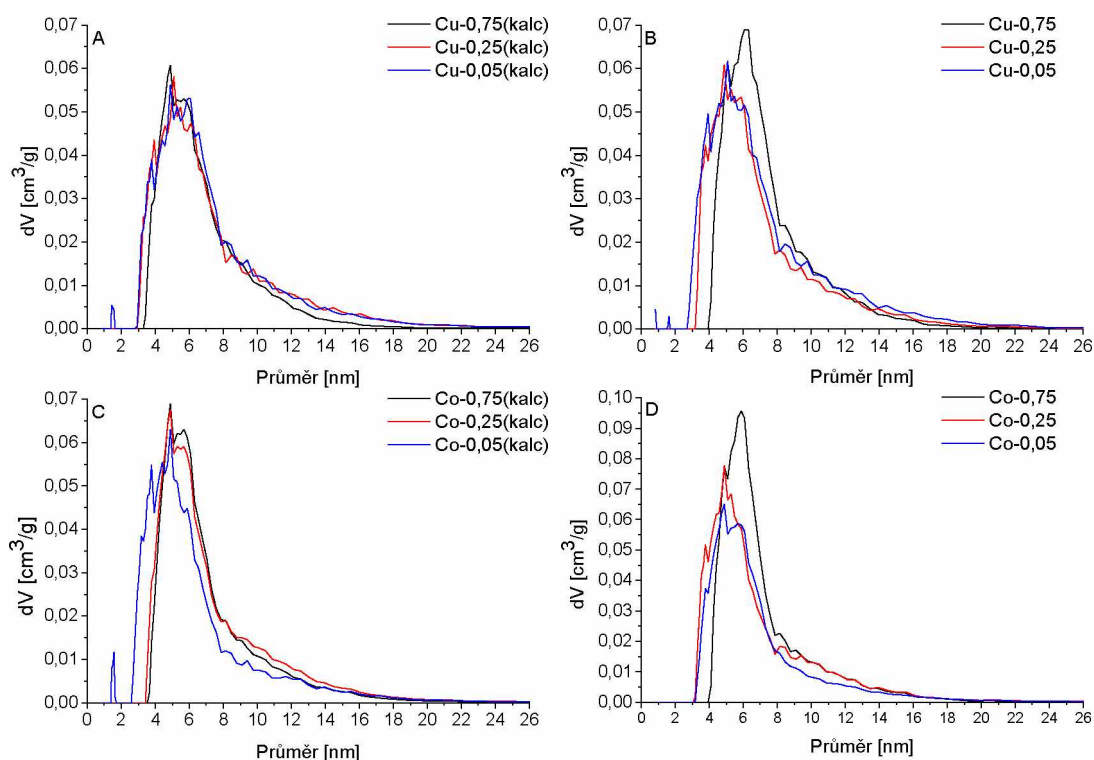 A
Cu-0,75(kalc)
Cu-0,25(kalc)
Cu-0,05(kalc)
dV [cm³/g]
0,07
0,06
0,05
0,04
0,03
0,02
0,01
0,00
0 2 4 6 8 10 12 14 16 18 20 22 24 26
Průměr [nm]
B
Cu-0,75
Cu-0,25
Cu-0,05
dV [cm³/g]
0,07
0,06
0,05
0,04
0,03
0,02
0,01
0,00
0 2 4 6 8 10 12 14 16 18 20 22 24 26
Průměr [nm]
C
Co-0,75(kalc)
Co-0,25(kalc)
Co-0,05(kalc)
dV [cm³/g]
0,07
0,06
0,05
0,04
0,03
0,02
0,01
0,00
0 2 4 6 8 10 12 14 16 18 20 22 24 26
Průměr [nm]
D
Co-0,75
Co-0,25
Co-0,05
dV [cm³/g]
0,10
0,09
0,08
0,07
0,06
0,05
0,04
0,03
0,02
0,01
0,00
0 2 4 6 8 10 12 14 16 18 20 22 24 26
Průměr [nm]